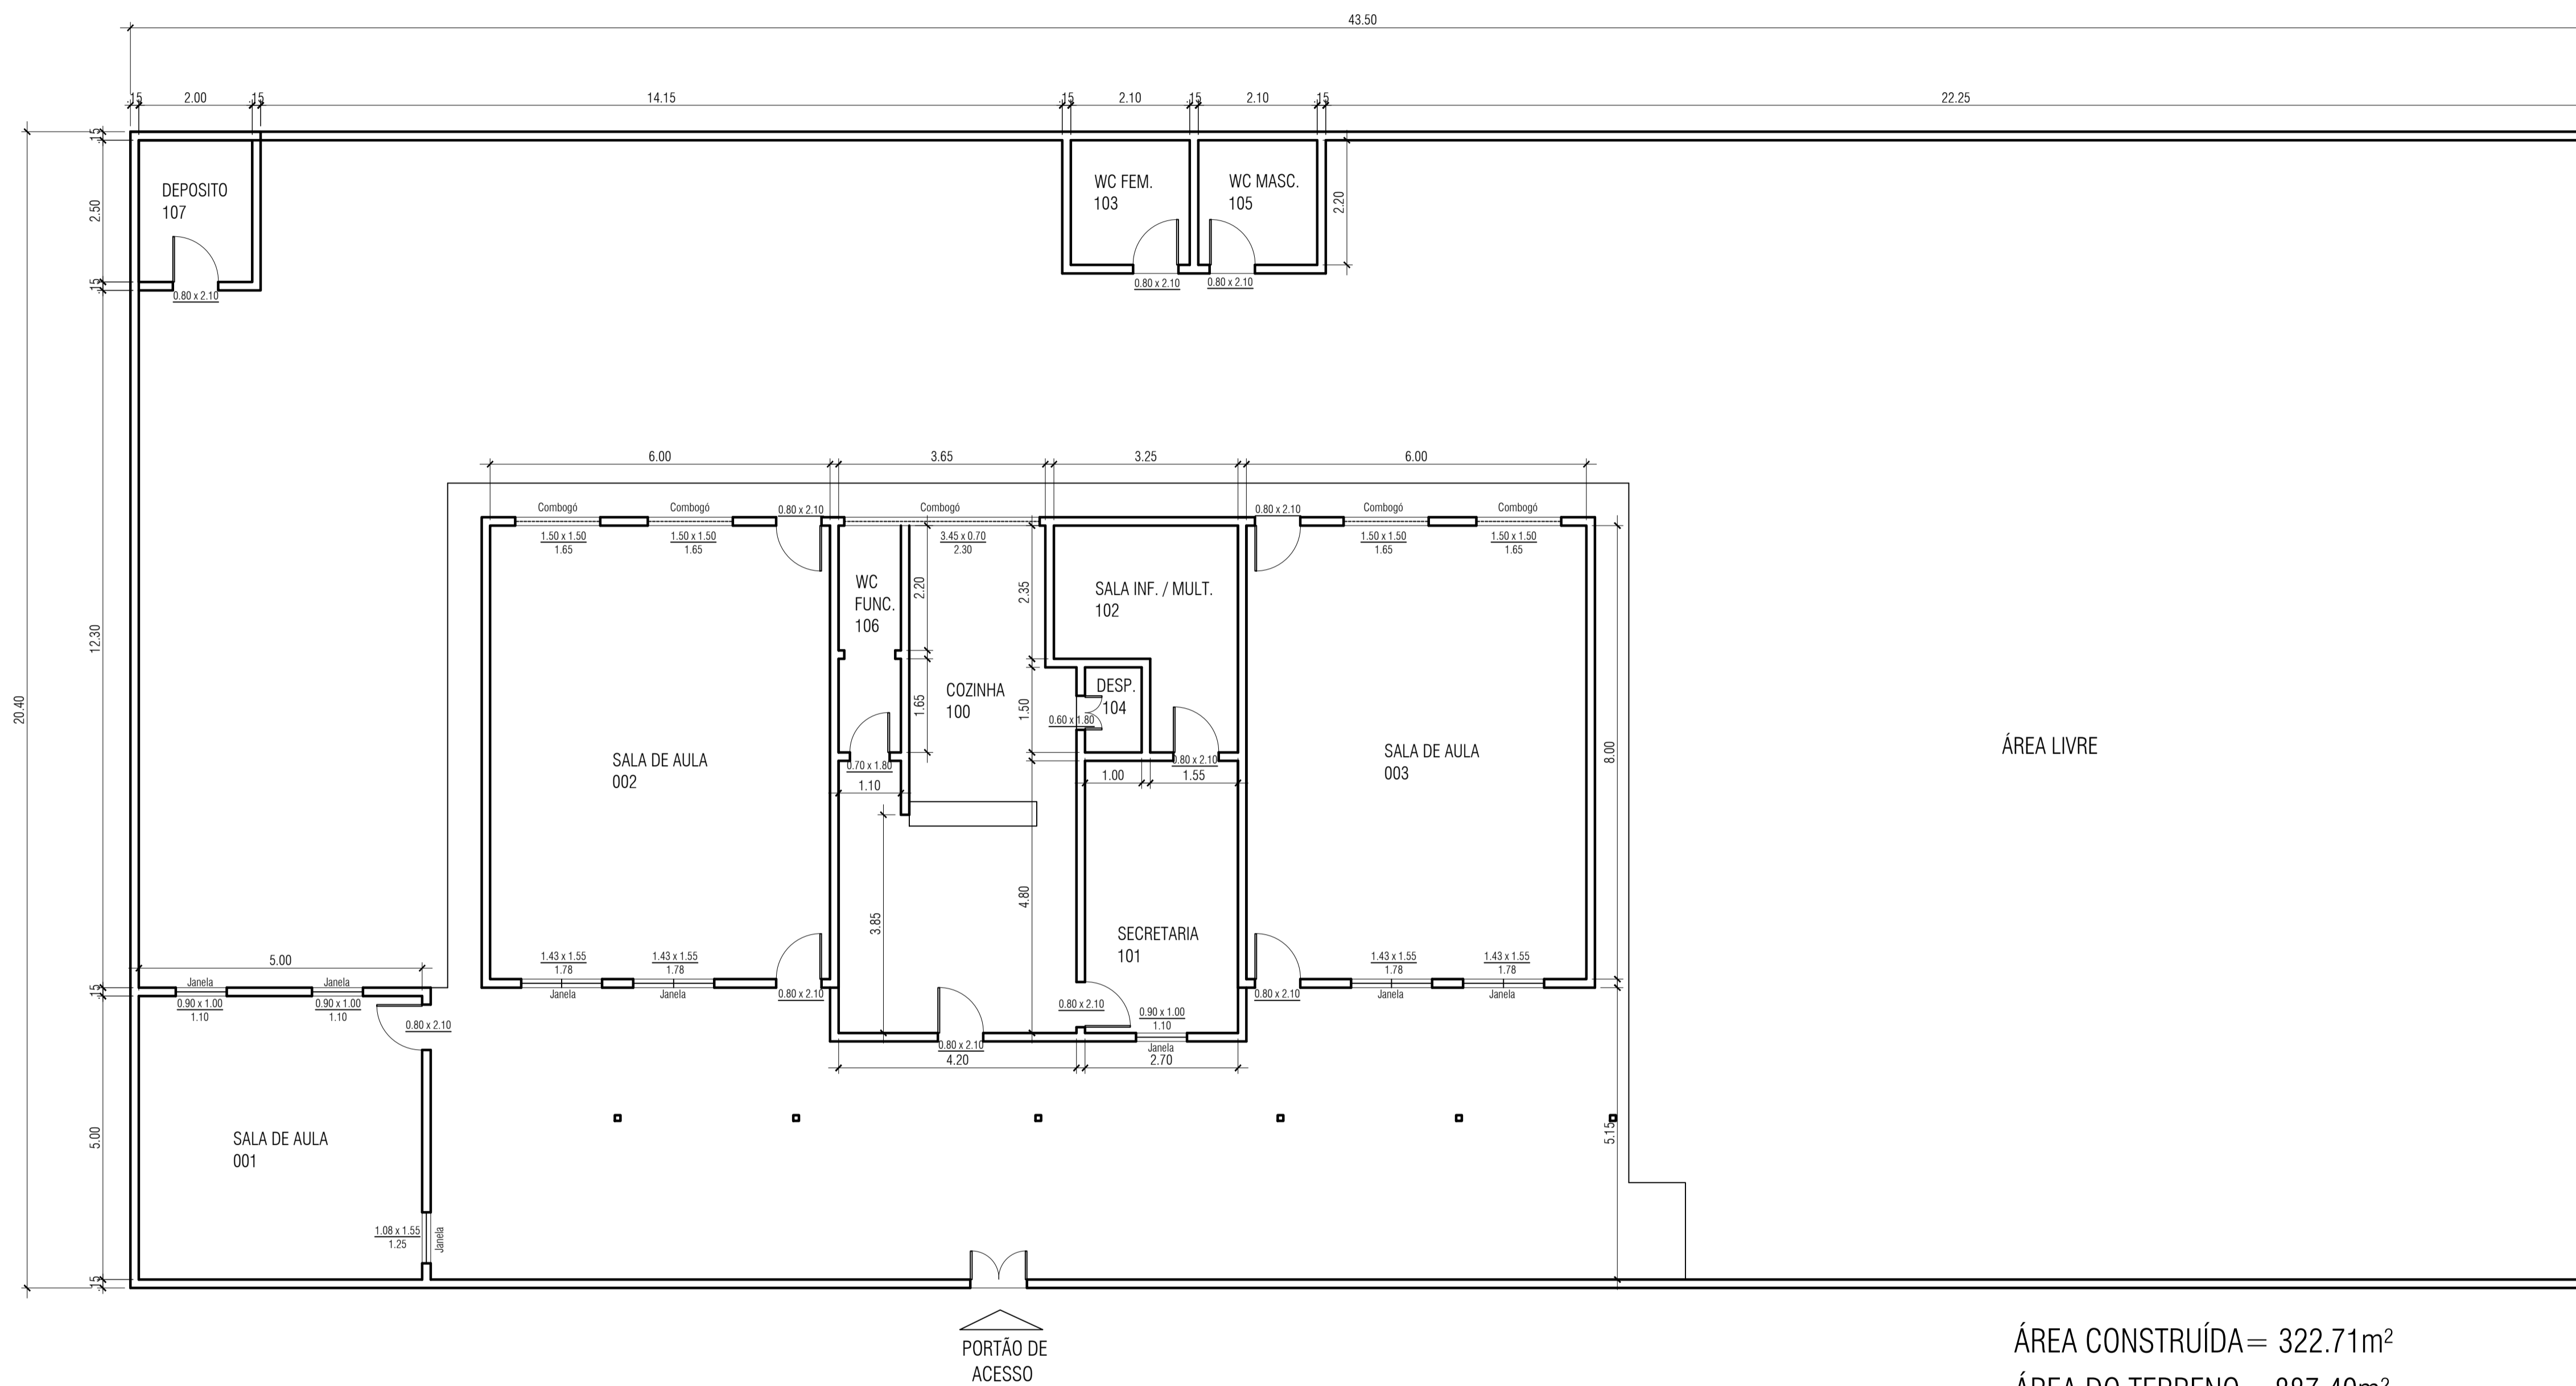 43.50
.15
2.00
.15
14.15
.15
2.10
.15
2.10
.15
22.25
.15
2.50
.15
12.30
20.40
.15
5.00
.15
DEPOSITO
107
0.80 x 2.10
WC FEM.
103
0.80 x 2.10
WC MASC.
105
0.80 x 2.10
2.20
6.00
3.65
3.25
6.00
Combogó
1.50 x 1.50
1.65
Combogó
1.50 x 1.50
1.65
0.80 x 2.10
Combogó
3.45 x 0.70
2.30
0.80 x 2.10
Combogó
1.50 x 1.50
1.65
Combogó
1.50 x 1.50
1.65
WC
FUNC.
106
2.20
2.35
SALA INF. / MULT.
102
COZINHA
100
1.65
1.50
DESP.
104
0.60 x 1.80
SALA DE AULA
002
SALA DE AULA
003
8.00
ÁREA LIVRE
0.70 x 1.80
1.10
0.80 x 2.10
1.00
1.55
3.85
4.80
SECRETARIA
101
5.00
Janela
0.90 x 1.00
1.10
Janela
0.90 x 1.00
1.10
0.80 x 2.10
1.43 x 1.55
1.78
Janela
1.43 x 1.55
1.78
Janela
0.80 x 2.10
0.80 x 2.10
0.80 x 2.10
0.90 x 1.00
1.10
Janela
0.80 x 2.10
1.43 x 1.55
1.78
Janela
1.43 x 1.55
1.78
Janela
4.20
2.70
5.15
SALA DE AULA
001
1.08 x 1.55
1.25
Janela
PORTÃO DE
ACESSO
ÁREA CONSTRUÍDA= 322.71m²
ÁREA DO TERRENO= 887.40m²